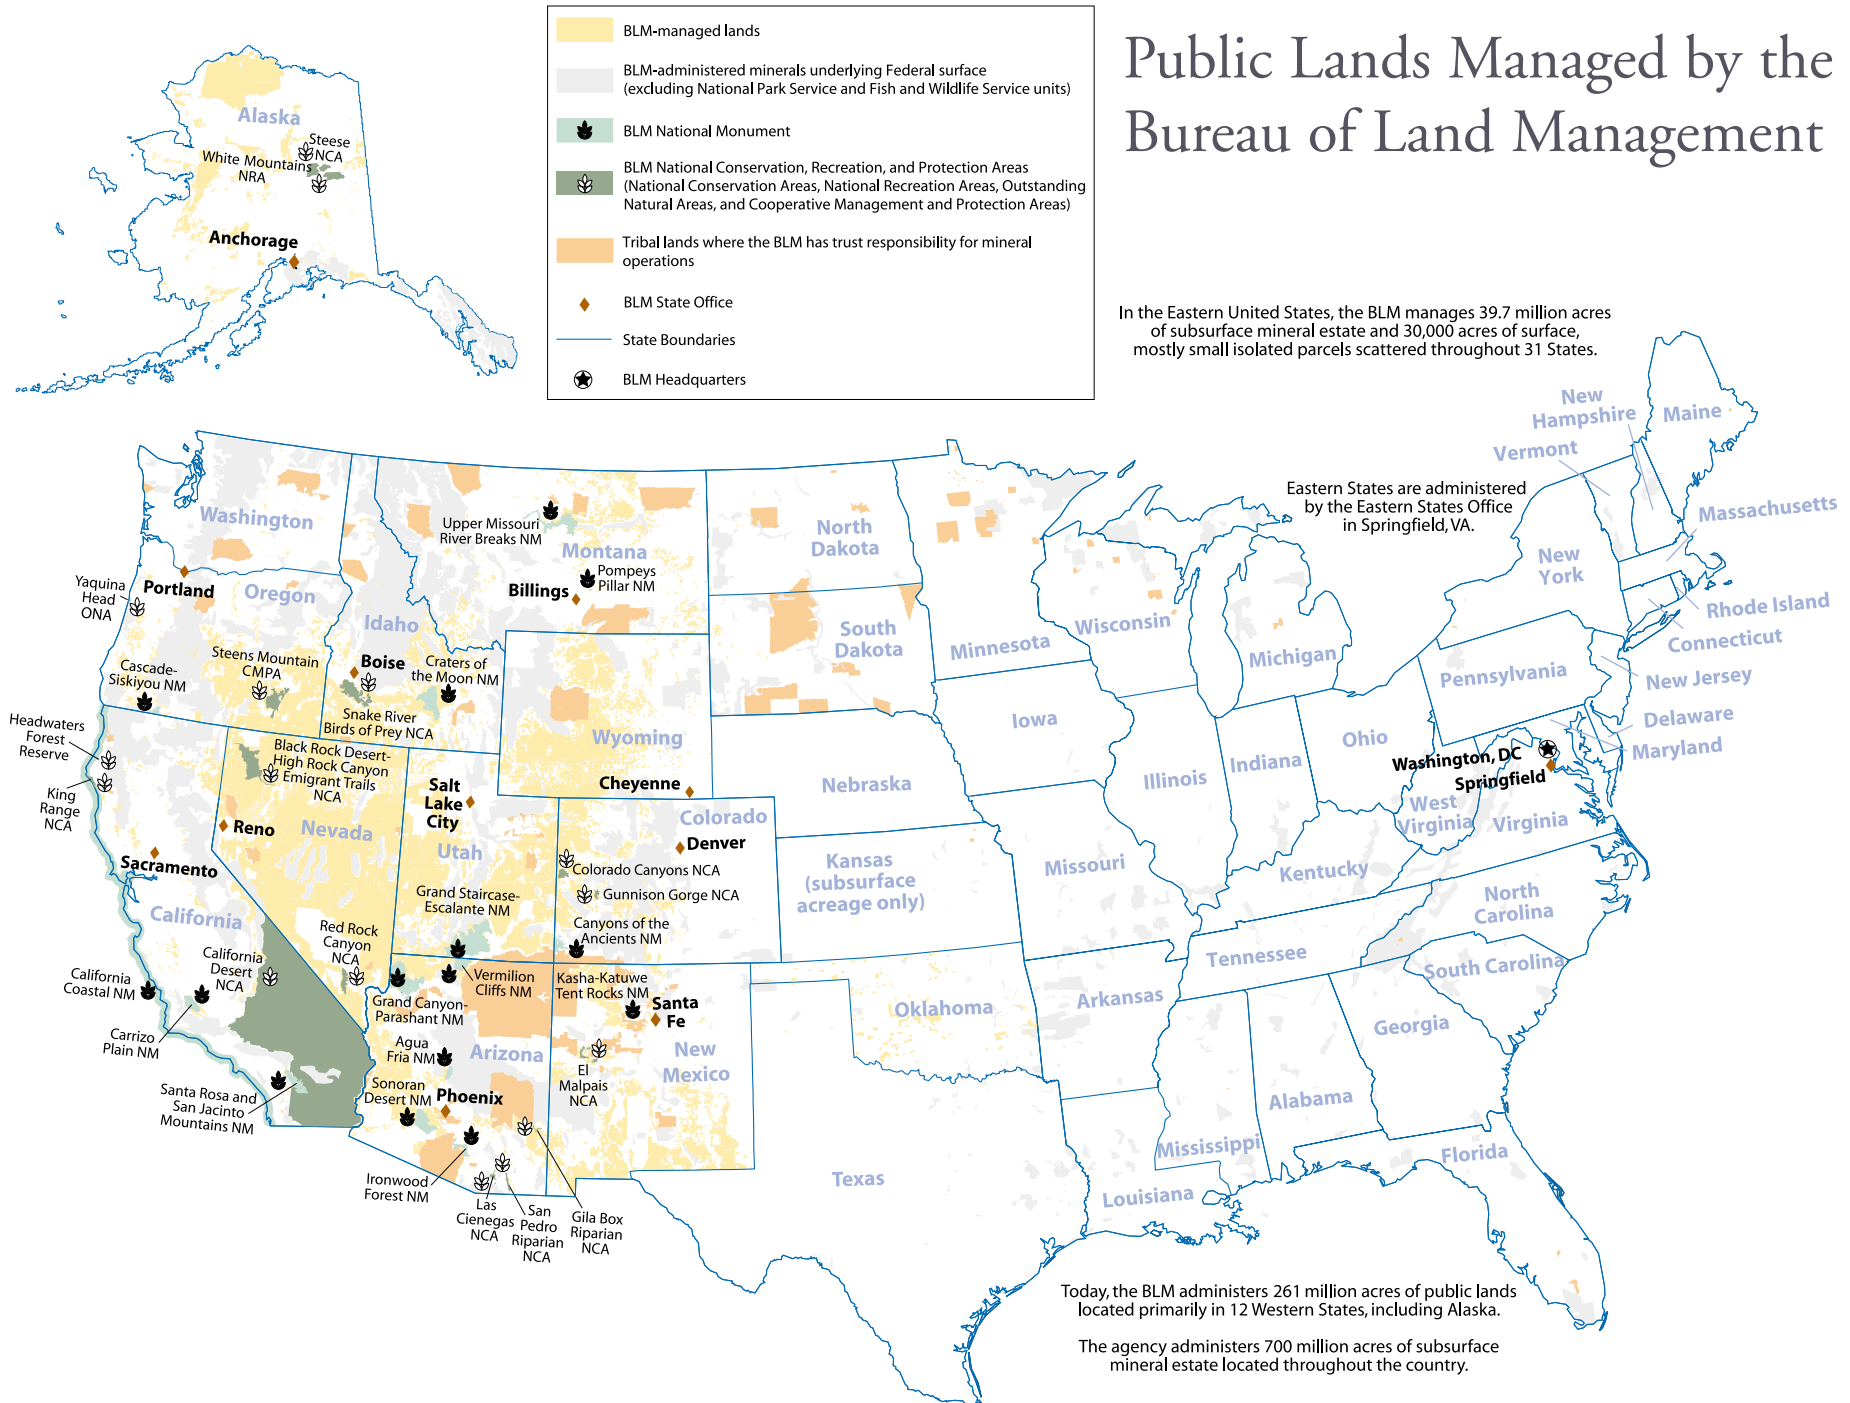 Public Lands Managed by the
Bureau of Land Management
BLM-managed lands
BLM-administered minerals underlying Federal surface
(excluding National Park Service and Fish and Wildlife Service units)
BLM National Monument
BLM National Conservation, Recreation, and Protection Areas
(National Conservation Areas, National Recreation Areas, Outstanding
Natural Areas, and Cooperative Management and Protection Areas)
Tribal lands where the BLM has trust responsibility for mineral
operations
BLM State Office
State Boundaries
BLM Headquarters
Alaska
Steese
NCA
White Mountains
NRA
Anchorage
In the Eastern United States, the BLM manages 39.7 million acres
of subsurface mineral estate and 30,000 acres of surface,
mostly small isolated parcels scattered throughout 31 States.
Eastern States are administered
by the Eastern States Office
in Springfield, VA.
Washington
Portland
Oregon
Yaquina
Head
ONA
Cascade-
Siskiyou NM
Steens Mountain
CMPA
Idaho
Boise
Craters of
the Moon NM
Snake River
Birds of Prey NCA
Upper Missouri
River Breaks NM
Montana
Pompeys
Pillar NM
Billings
Wyoming
Cheyenne
Headwaters
Forest
Reserve
King
Range
NCA
Black Rock Desert-
High Rock Canyon
Emigrant Trails
NCA
Reno
Nevada
Sacramento
California
Salt
Lake
City
Utah
Grand Staircase-
Escalante NM
Colorado
Denver
Colorado Canyons NCA
Gunnison Gorge NCA
Canyons of the
Ancients NM
Red Rock
Canyon
NCA
California
Desert
NCA
California
Coastal NM
Carrizo
Plain NM
Santa Rosa and
San Jacinto
Mountains NM
Vermilion
Cliffs NM
Grand Canyon-
Parashant NM
Agua
Fria NM
Arizona
Sonoran
Desert NM
Phoenix
Ironwood
Forest NM
Las
Cienegas
NCA
San
Pedro
Riparian
NCA
Gila Box
Riparian
NCA
Kasha-Katuwe
Tent Rocks NM
Santa
Fe
El
Malpais
NCA
New
Mexico
North
Dakota
South
Dakota
Nebraska
Kansas
(subsurface
acreage only)
Oklahoma
Texas
Minnesota
Iowa
Missouri
Arkansas
Louisiana
Wisconsin
Illinois
Michigan
Indiana
Ohio
Kentucky
Tennessee
Mississippi
Alabama
Georgia
Florida
South Carolina
North
Carolina
Virginia
West
Virginia
Washington, DC
Springfield
Pennsylvania
New
York
Vermont
New
Hampshire
Maine
Massachusetts
Rhode Island
Connecticut
New Jersey
Delaware
Maryland
Today, the BLM administers 261 million acres of public lands
located primarily in 12 Western States, including Alaska.
The agency administers 700 million acres of subsurface
mineral estate located throughout the country.